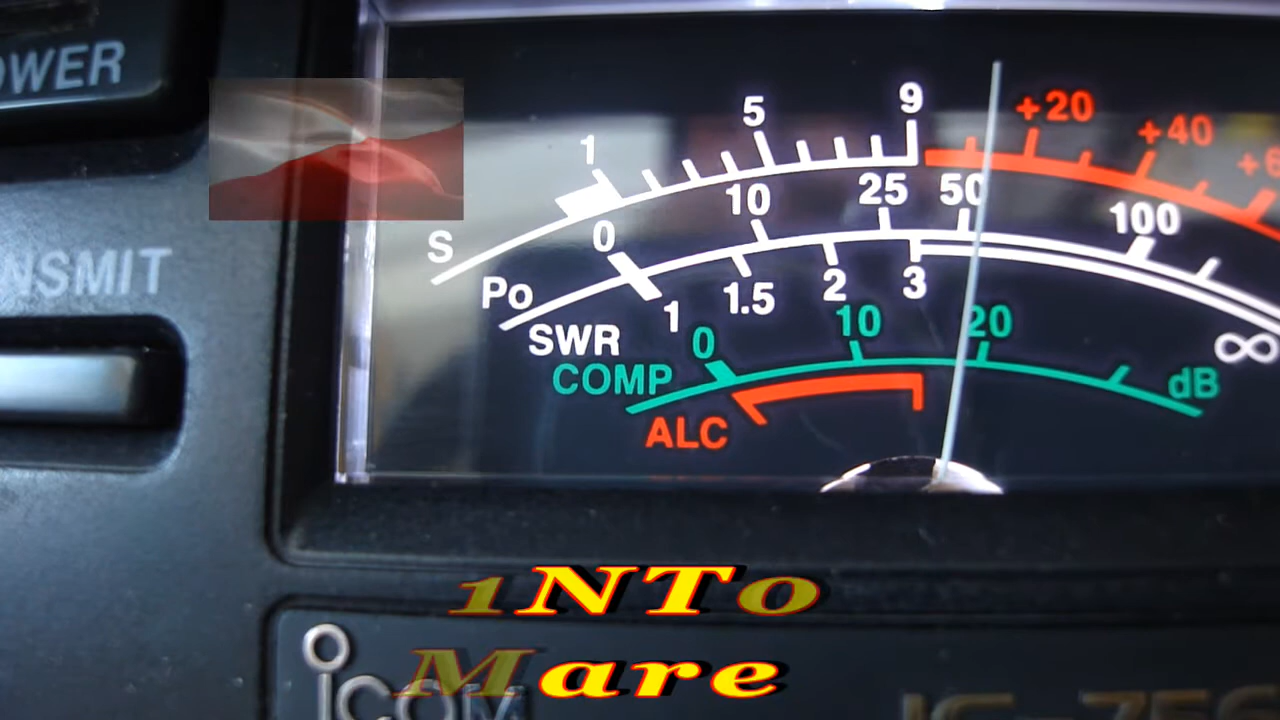 OWER
NSMIT
S 1 5 9 +20 +40 +6
Po 0 10 25 50 100
SWR 1 1.5 2 3 ∞
COMP 0 10 20 dB
ALC
1NTo
Mare
ICOM IC-756